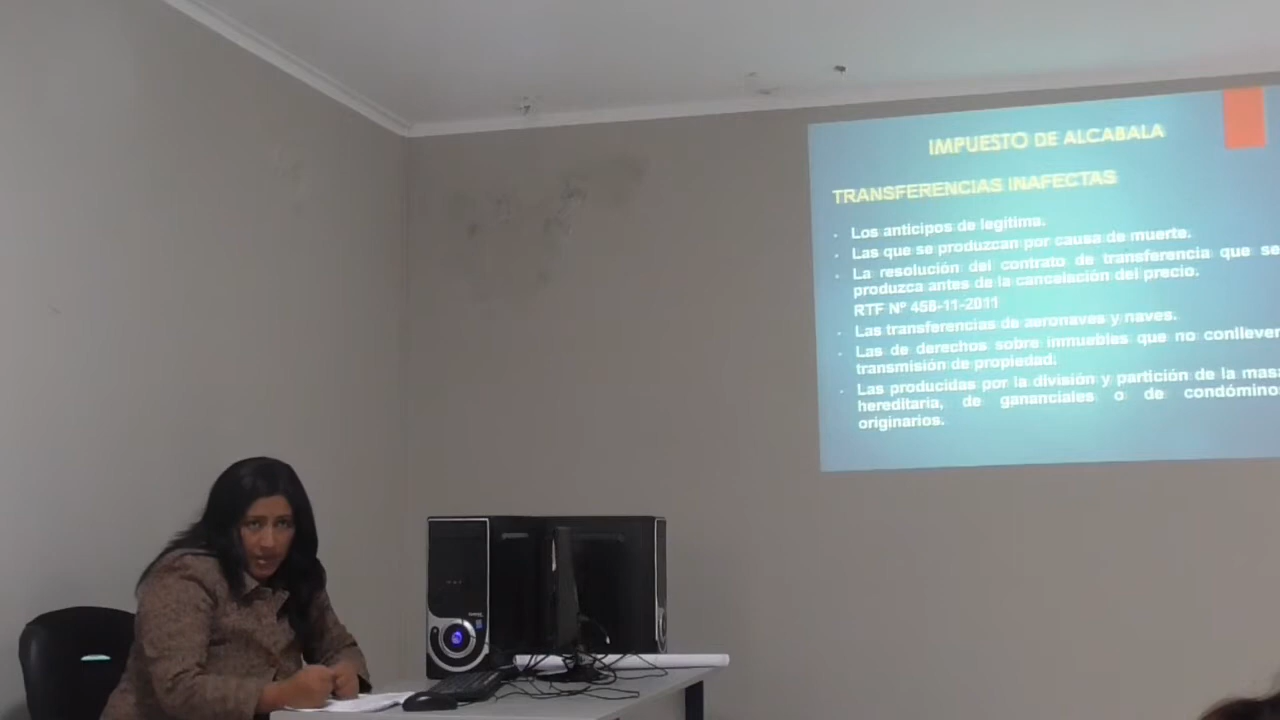 IMPUESTO DE ALCABALA
TRANSFERENCIAS INAFECTAS
Los anticipos de legítima.
Las que se produzcan por causa de muerte.
La resolución del contrato de transferencia que se
produzca antes de la cancelación del precio.
RTF Nº 458-11-2011
Las transferencias de aeronaves y naves.
Las de derechos sobre inmuebles que no conlleven
transmisión de propiedad.
Las producidas por la división y partición de la masa
hereditaria, de gananciales o de condóminos
originarios.